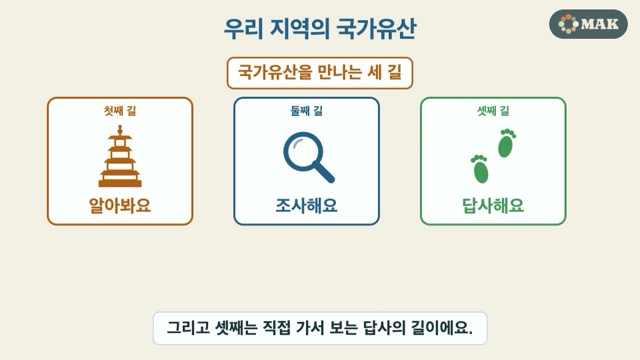 우리 지역의 국가유산
MAK
국가유산을 만나는 세 길
첫째 길
둘째 길
셋째 길
알아봐요
조사해요
답사해요
그리고 셋째는 직접 가서 보는 답사의 길이에요.